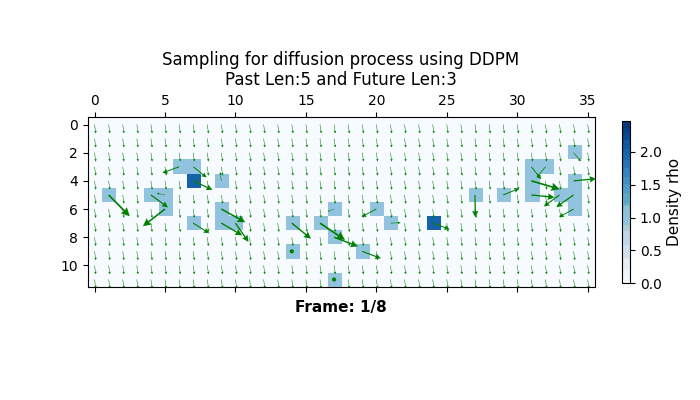 Sampling for diffusion process using DDPM
Past Len:5 and Future Len:3
0 5 10 15 20 25 30 35
0
2
4
6
8
10
2.0
1.5
1.0
0.5
0.0
Density rho
Frame: 1/8